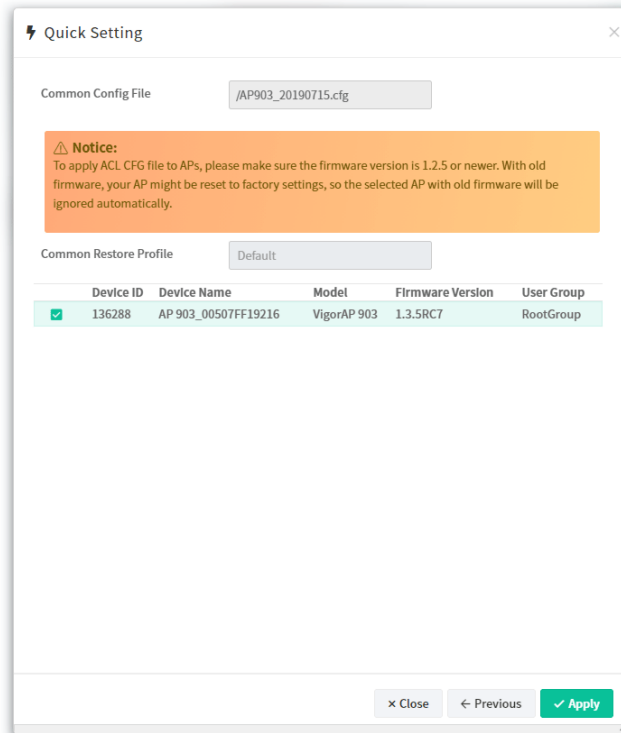 Quick Setting
Common Config File
/AP903_20190715.cfg
Notice:
To apply ACL CFG file to APs, please make sure the firmware version is 1.2.5 or newer. With old
firmware, your AP might be reset to factory settings, so the selected AP with old firmware will be
ignored automatically.
Common Restore Profile
Default
Device ID Device Name Model Firmware Version User Group
136288 AP 903_00507FF19216 VigorAP 903 1.3.5RC7 RootGroup
× Close ← Previous ✓ Apply